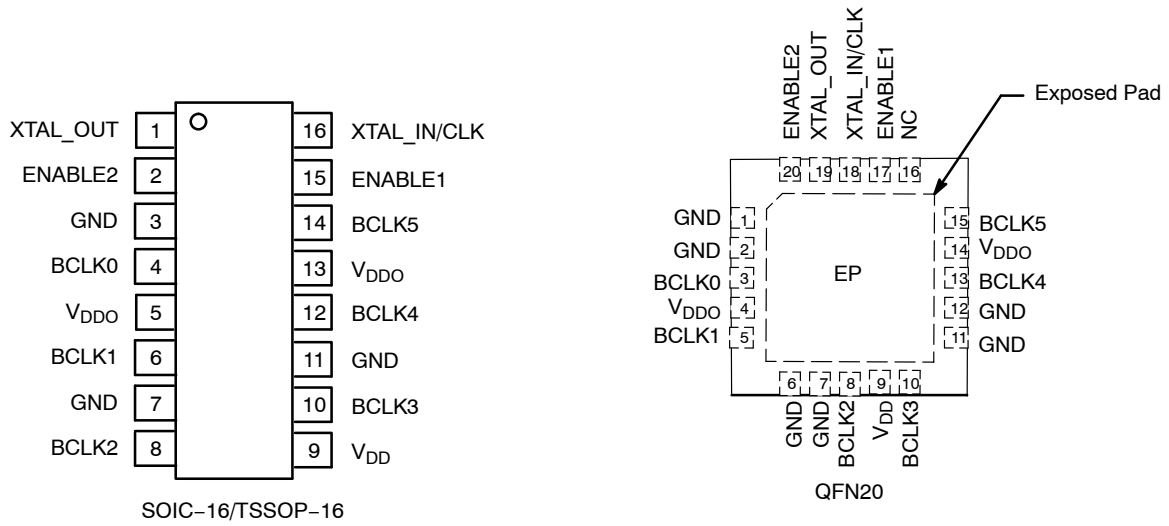 XTAL_OUT 1 16 XTAL_IN/CLK
ENABLE2 2 15 ENABLE1
GND 3 14 BCLK5
BCLK0 4 13 VDDO
VDDO 5 12 BCLK4
BCLK1 6 11 GND
GND 7 10 BCLK3
BCLK2 8 9 VDD
SOIC−16/TSSOP−16
ENABLE2
XTAL_OUT
XTAL_IN/CLK
ENABLE1
NC
Exposed Pad
20 19 18 17 16
GND 1 15 BCLK5
GND 2 14 VDDO
BCLK0 3 EP 13 BCLK4
VDDO 4 12 GND
BCLK1 5 11 GND
6 7 8 9 10
GND
GND
BCLK2
VDD
BCLK3
QFN20